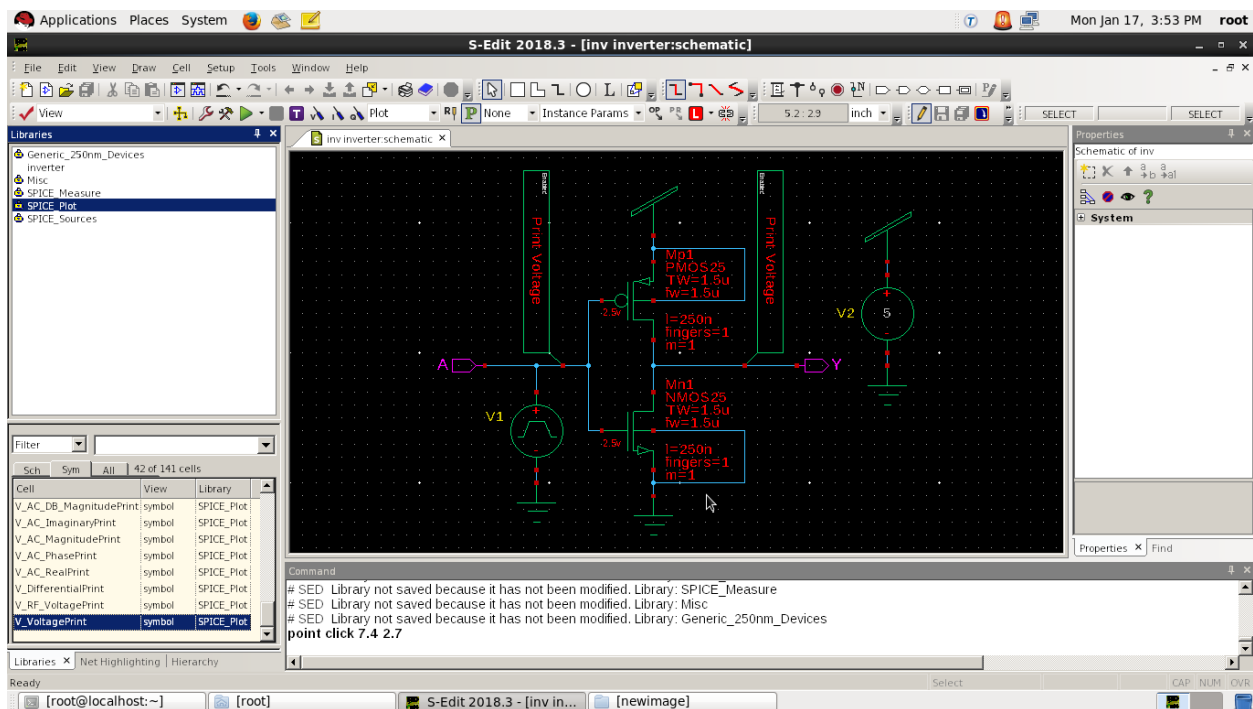 Applications Places System Mon Jan 17, 3:53 PM root
S-Edit 2018.3 - [inv inverter:schematic]
File Edit View Draw Cell Setup Tools Window Help
View Plot None Instance Params 5.2 : 2.9 inch SELECT SELECT
Libraries
Generic_250nm_Devices
inverter
Misc
SPICE_Measure
SPICE_Plot
SPICE_Sources
Filter
Sch Sym All 42 of 141 cells
Cell View Library
V_AC_DB_MagnitudePrint symbol SPICE_Plot
V_AC_ImaginaryPrint symbol SPICE_Plot
V_AC_MagnitudePrint symbol SPICE_Plot
V_AC_PhasePrint symbol SPICE_Plot
V_AC_RealPrint symbol SPICE_Plot
V_DifferentialPrint symbol SPICE_Plot
V_RF_VoltagePrint symbol SPICE_Plot
V_VoltagePrint symbol SPICE_Plot
Libraries Net Highlighting Hierarchy
inv inverter:schematic
Enabled
Print Voltage
Enabled
Print Voltage
Mp1
PMOS25
TW=1.5u
fw=1.5u
2.5v
l=250n
fingers=1
m=1
V2 5
A Y
Mn1
NMOS25
TW=1.5u
fw=1.5u
V1
2.5v
l=250n
fingers=1
m=1
Properties
Schematic of inv
System
Properties Find
Command
# SED Library not saved because it has not been modified. Library: SPICE_Measure
# SED Library not saved because it has not been modified. Library: Misc
# SED Library not saved because it has not been modified. Library: Generic_250nm_Devices
point click 7.4 2.7
Ready Select CAP NUM OVR
[root@localhost:~] [root] S-Edit 2018.3 - [inv in... [newimage]